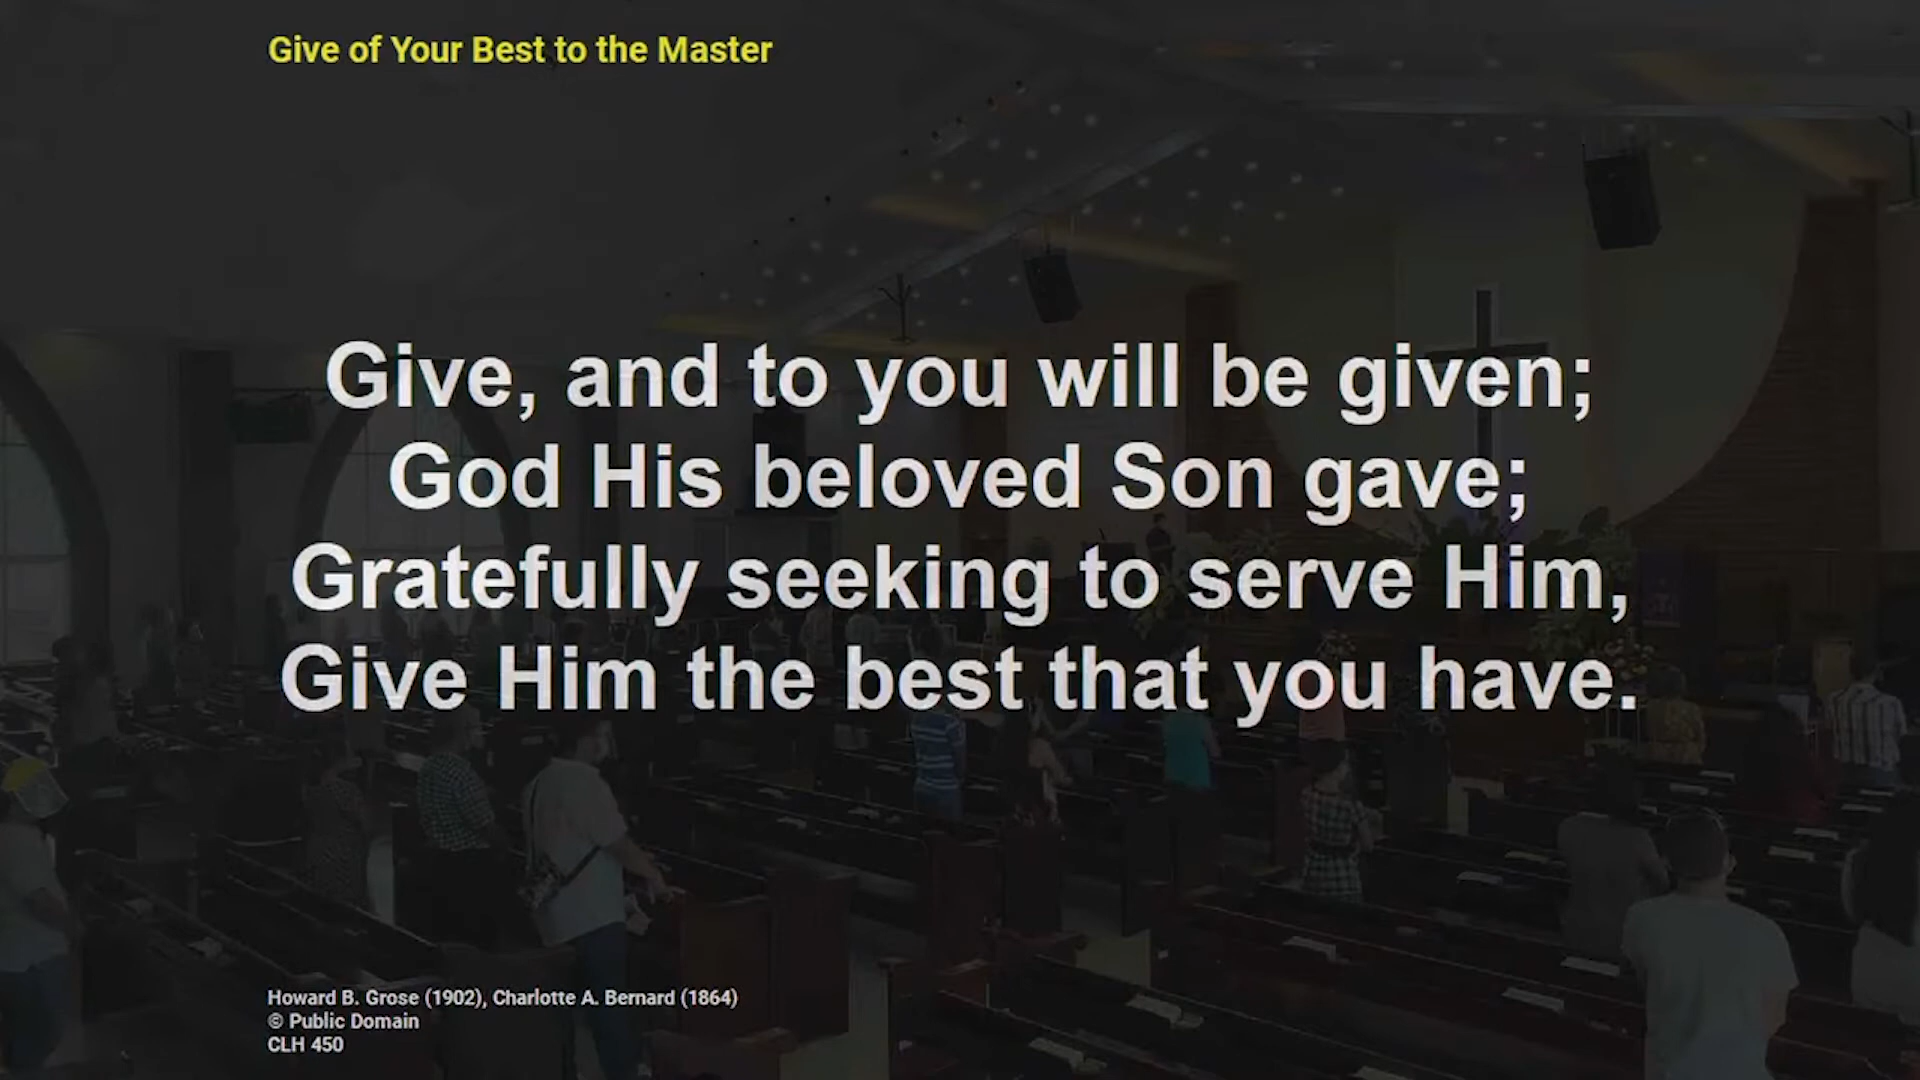 Give of Your Best to the Master
Give, and to you will be given;
God His beloved Son gave;
Gratefully seeking to serve Him,
Give Him the best that you have.
Howard B. Grose (1902), Charlotte A. Bernard (1864)
© Public Domain
CLH 450